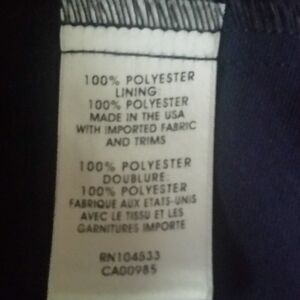 100% POLYESTER
LINING:
100% POLYESTER
MADE IN THE USA
WITH IMPORTED FABRIC
AND TRIMS
100% POLYESTER
DOUBLURE:
100% POLYESTER
FABRIQUE AUX ETATS-UNIS
AVEC LE TISSU ET LES
GARNITURES IMPORTE
RN104533
CA00985